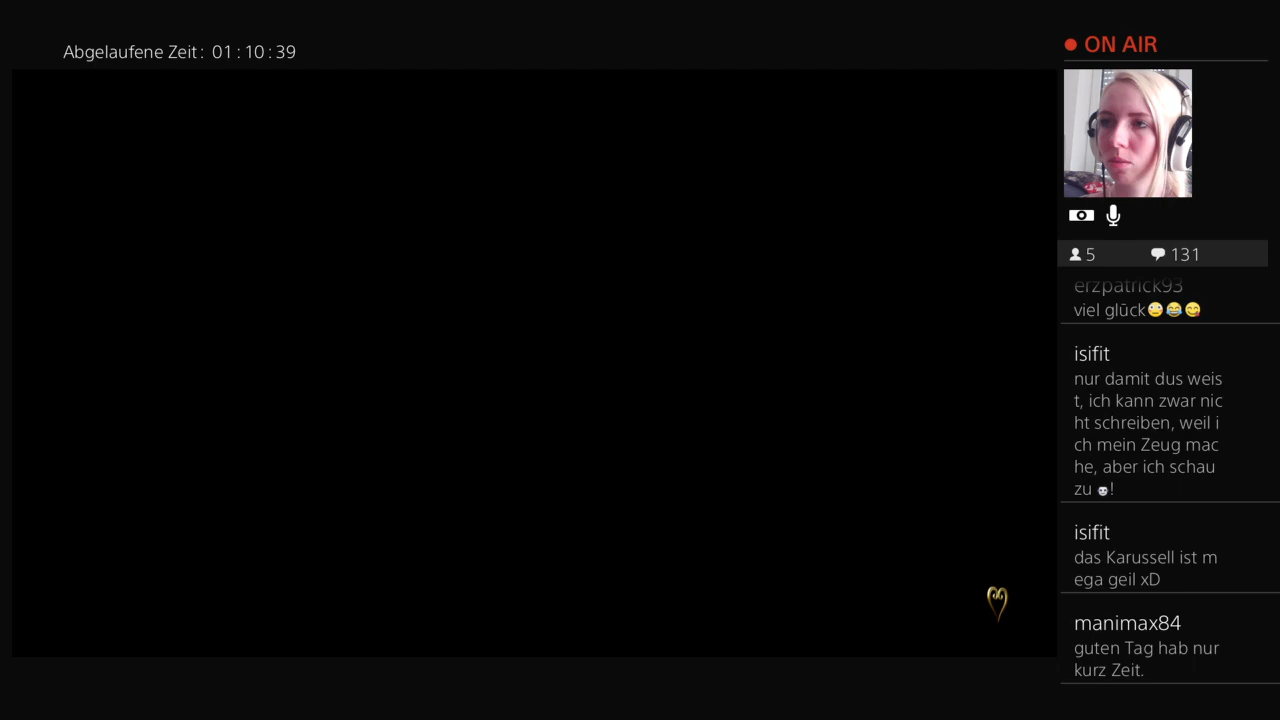 Abgelaufene Zeit: 01:10:39
ON AIR
5 131
erzpatrick93
viel glück🙄😂😋
isifit
nur damit dus weis
t, ich kann zwar nic
ht schreiben, weil i
ch mein Zeug mac
he, aber ich schau
zu 💀!
isifit
das Karussell ist m
ega geil xD
manimax84
guten Tag hab nur
kurz Zeit.